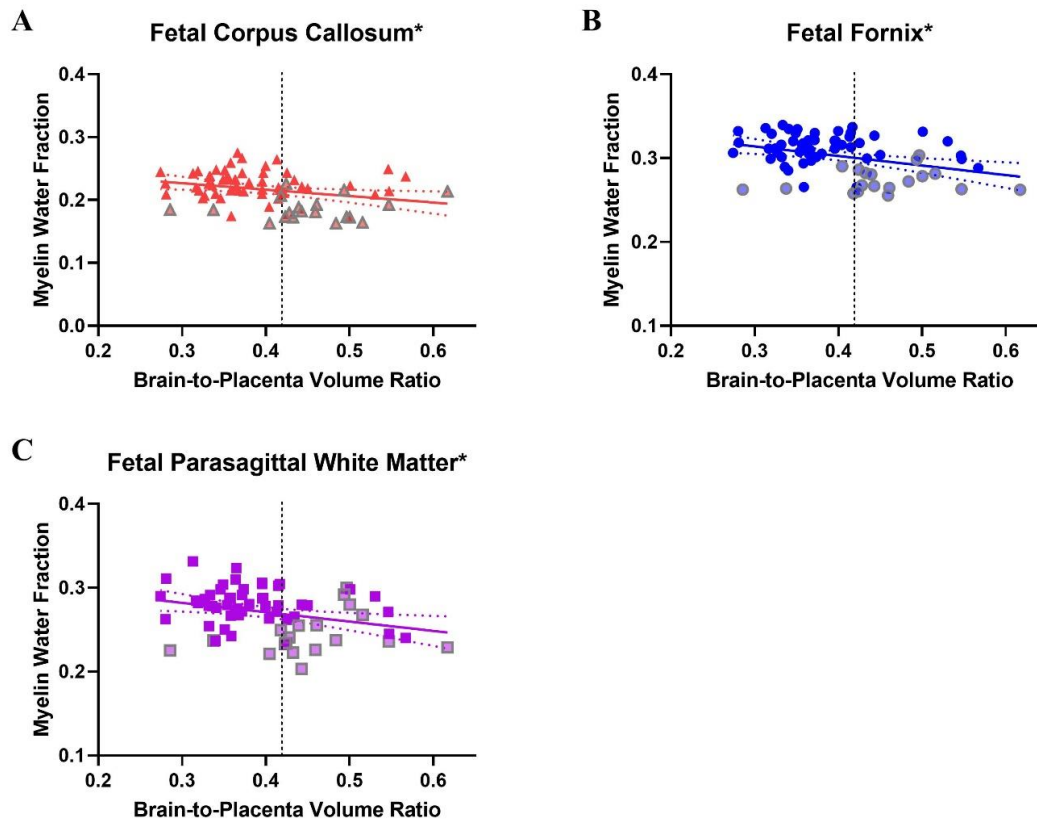 A
Fetal Corpus Callosum*
0.4
0.3
0.2
0.1
0.0
Myelin Water Fraction
0.2 0.3 0.4 0.5 0.6
Brain-to-Placenta Volume Ratio
B
Fetal Fornix*
0.4
0.3
0.2
0.1
Myelin Water Fraction
0.2 0.3 0.4 0.5 0.6
Brain-to-Placenta Volume Ratio
C
Fetal Parasagittal White Matter*
0.4
0.3
0.2
0.1
Myelin Water Fraction
0.2 0.3 0.4 0.5 0.6
Brain-to-Placenta Volume Ratio